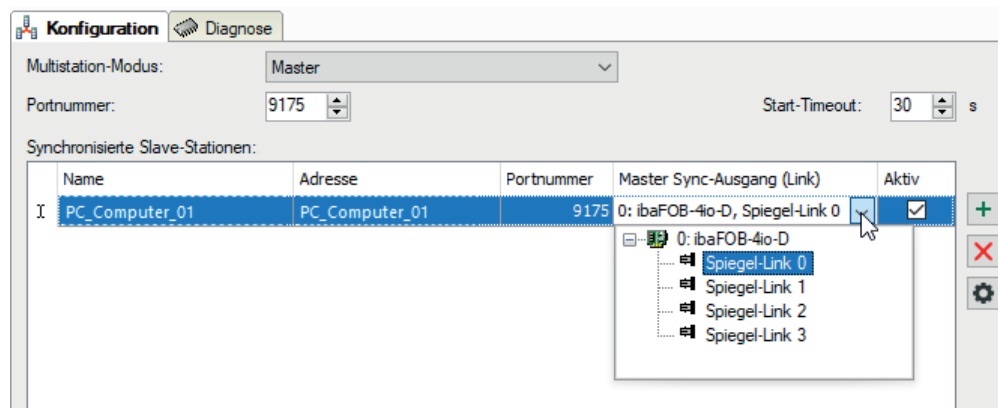 Konfiguration Diagnose
Multistation-Modus: Master
Portnummer: 9175 Start-Timeout: 30 s
Synchronisierte Slave-Stationen:
Name Adresse Portnummer Master Sync-Ausgang (Link) Aktiv
PC_Computer_01 PC_Computer_01 9175 0: ibaFOB-4io-D, Spiegel-Link 0
0: ibaFOB-4io-D
Spiegel-Link 0
Spiegel-Link 1
Spiegel-Link 2
Spiegel-Link 3